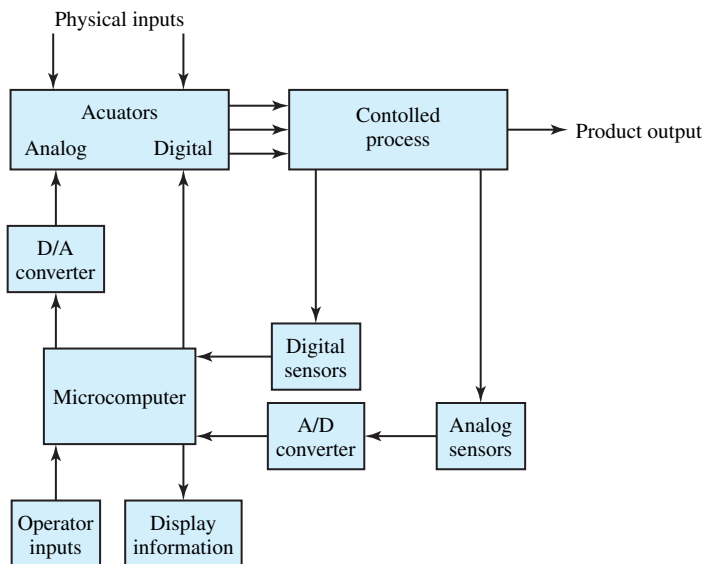 Physical inputs
Acuators
Analog Digital
Contolled
process
Product output
D/A
converter
Digital
sensors
Microcomputer
A/D
converter
Analog
sensors
Operator
inputs
Display
information